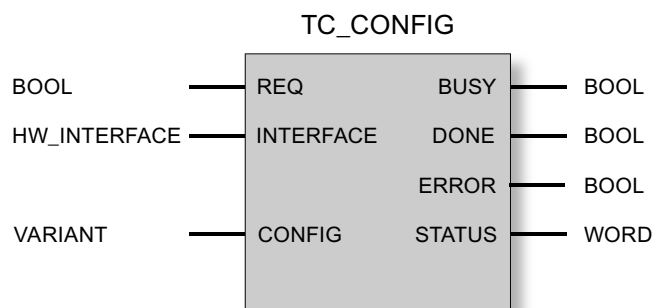 TC_CONFIG
BOOL REQ BUSY BOOL
HW_INTERFACE INTERFACE DONE BOOL
ERROR BOOL
VARIANT CONFIG STATUS WORD